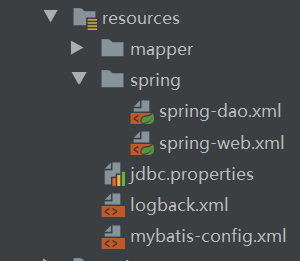 resources
mapper
spring
spring-dao.xml
spring-web.xml
jdbc.properties
logback.xml
mybatis-config.xml